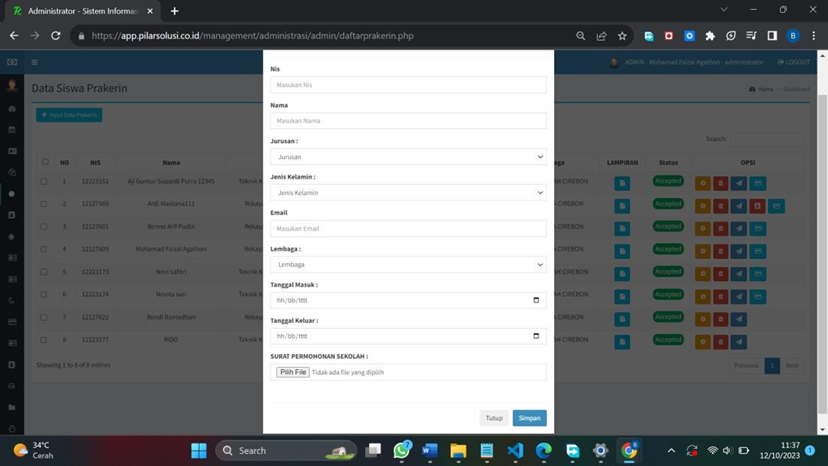 Administrator - Sistem Informas
https://app.pilarsolusi.co.id/management/administrasi/admin/daftarprakerin.php
B
ADMIN - Mohamad Faizal Agathon - administrator
LOGOUT
Data Siswa Prakerin
Home
Dashboard
+ Input Data Prakerin
Search:
NO NIS Nama LAMPIRAN Status OPSI
1 12223152 Aji Guntur Supandi Putra 12345 Teknik K H CIREBON Accepted
2 12127569 Ardi Maulana111 Rekaya H CIREBON Accepted
3 12127601 Benno Arif Pudin Rekaya H CIREBON Accepted
4 12127609 Mohamad Faizal Agathon Rekaya H CIREBON Accepted
5 12223173 Novi safitri Teknik K H CIREBON Accepted
6 12223174 Novita sari Teknik K H CIREBON Accepted
7 12127622 Rendi Ramadhan Rekaya H CIREBON Accepted
8 12223177 RIDO Teknik K H CIREBON Accepted
Showing 1 to 8 of 8 entries
Previous 1 Next
Nis
Masukan Nis
Nama
Masukan Nama
Jurusan :
Jurusan
Jenis Kelamin :
Jenis Kelamin
Email
Masukan Email
Lembaga :
Lembaga
Tanggal Masuk :
hh/bb/tttt
Tanggal Keluar :
hh/bb/tttt
SURAT PERMOHONAN SEKOLAH :
Pilih File Tidak ada file yang dipilih
Tutup Simpan
34°C
Cerah
Search
11:37
12/10/2023